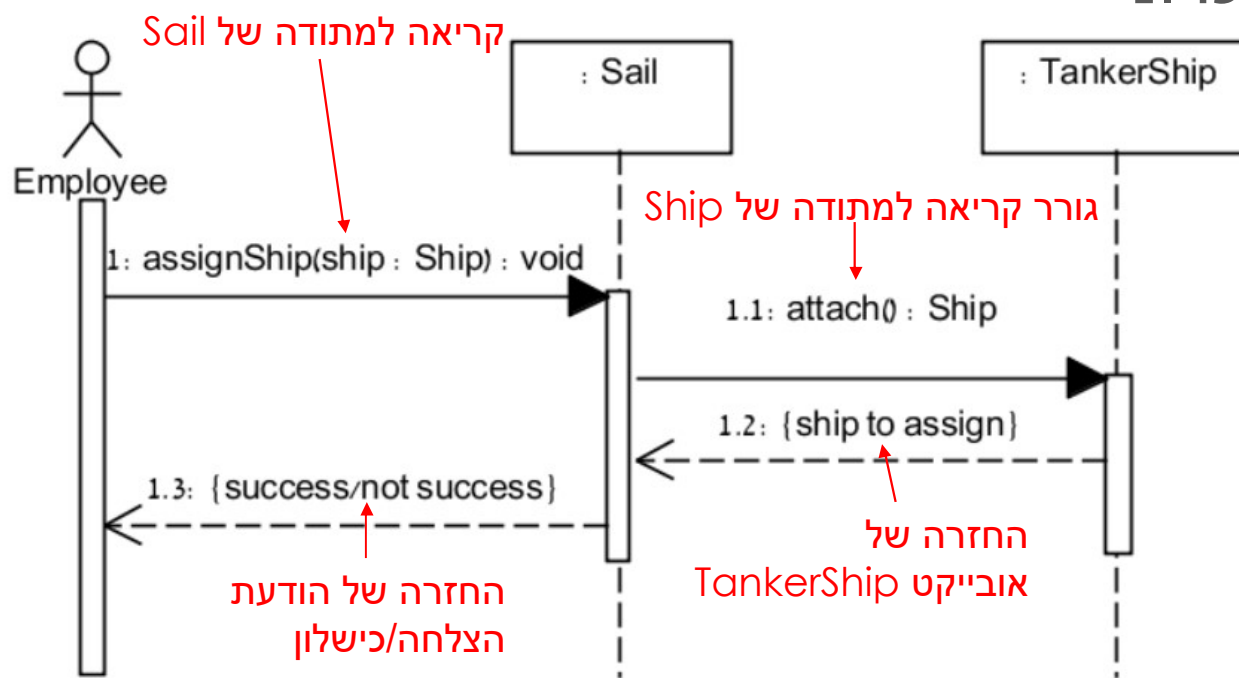 קריאה למתודה של Sail
: Sail
: TankerShip
Employee
גורר קריאה למתודה של Ship
1: assignShip(ship : Ship) : void
1.1: attach() : Ship
1.2: {ship to assign}
1.3: {success/not success}
החזרה של
אובייקט TankerShip
החזרה של הודעת
הצלחה/כישלון